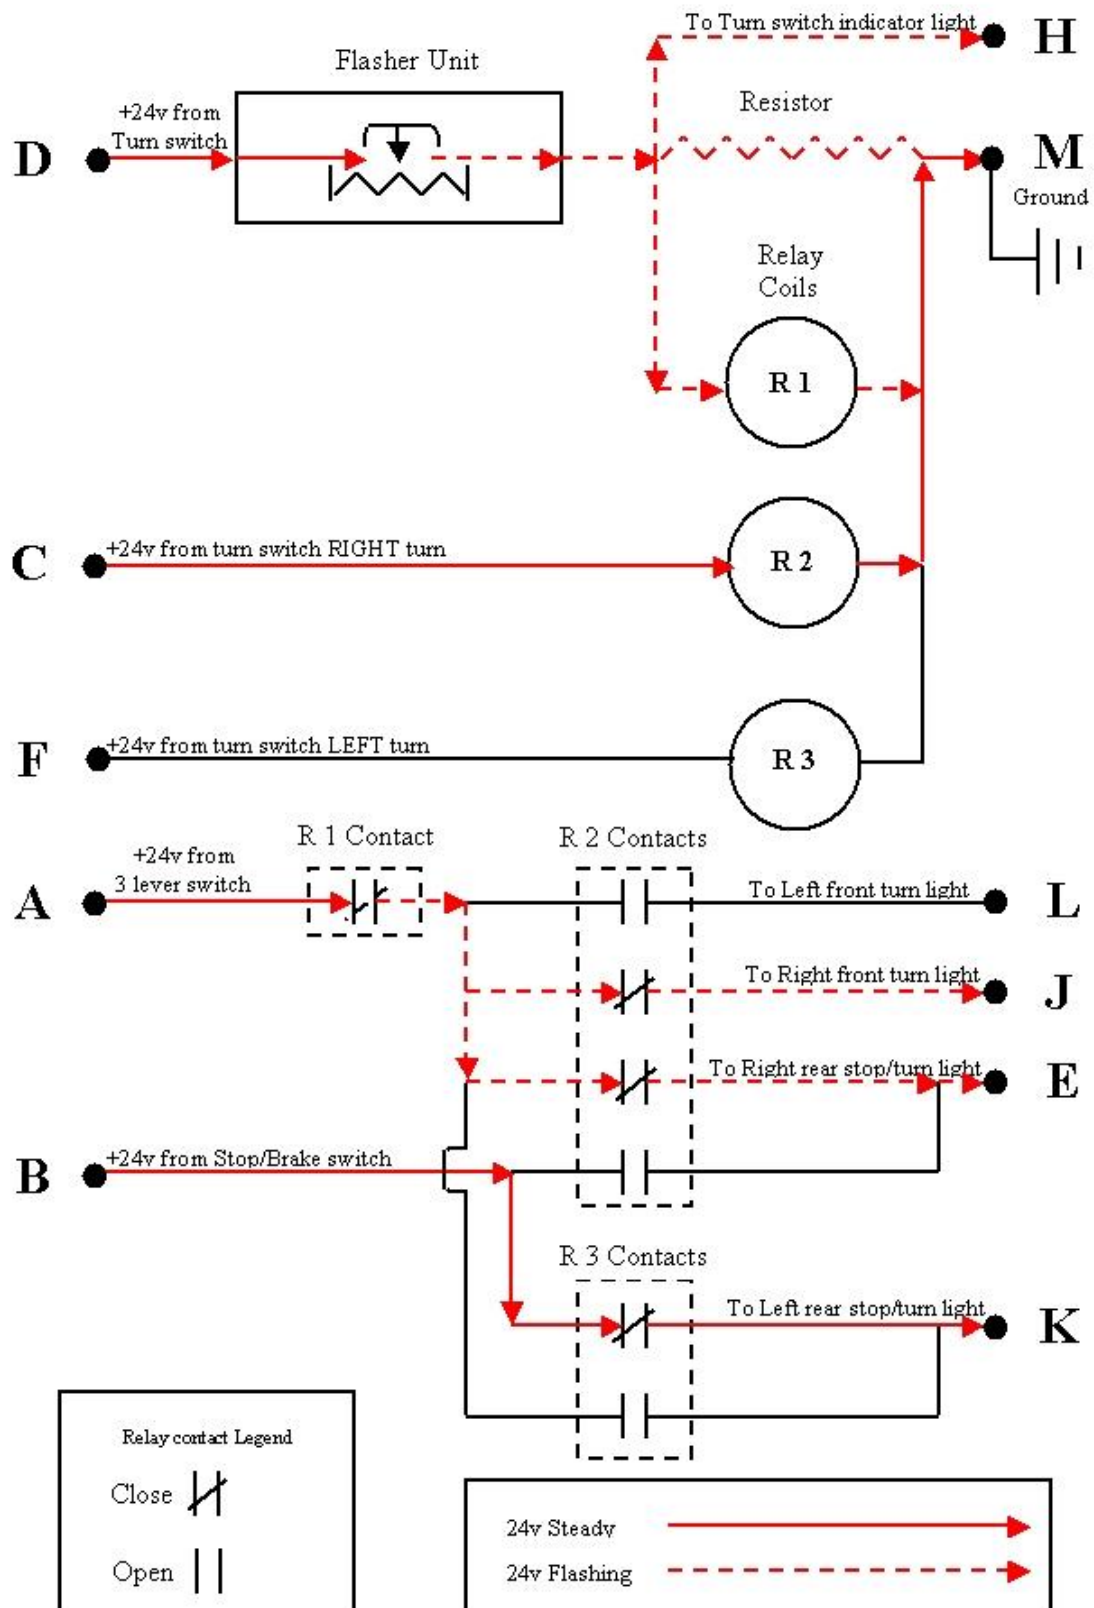 To Turn switch indicator light
H
Flasher Unit
+24v from
Turn switch
Resistor
D
M
Ground
Relay
Coils
R 1
C
+24v from turn switch RIGHT turn
R 2
F
+24v from turn switch LEFT turn
R 3
R 1 Contact
R 2 Contacts
+24v from
3 lever switch
A
To Left front turn light
L
To Right front turn light
J
To Right rear stop/turn light
E
B
+24v from Stop/Brake switch
R 3 Contacts
To Left rear stop/turn light
K
Relay contact Legend
Close
Open
24v Steady
24v Flashing